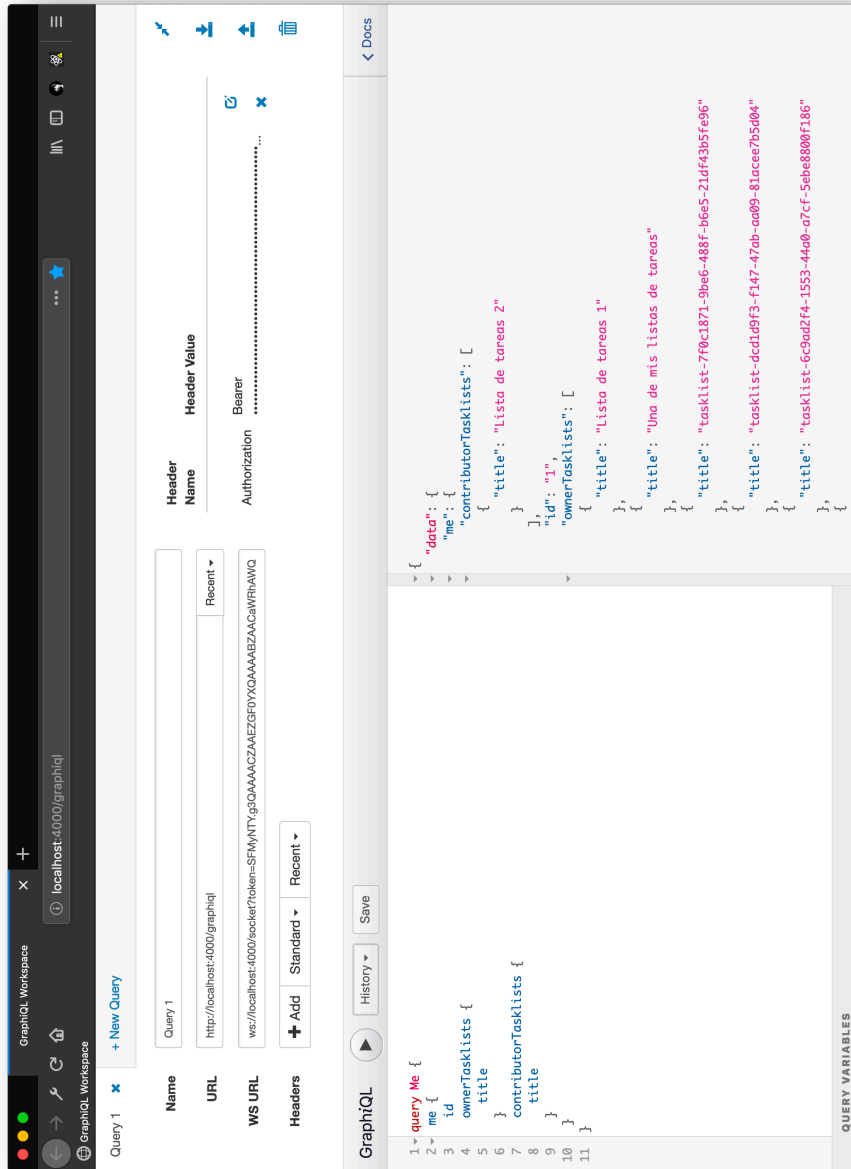 GraphiQL Workspace
localhost:4000/graphiql
GraphiQL Workspace
Query 1
+ New Query
Name
Query 1
URL
http://localhost:4000/graphiql
Recent
WS URL
ws://localhost:4000/socket?token=SFMyNTY.g3QAAAACZAAEZGF0YXQAAAABZAACaWRhAWQ
Headers
Add
Standard
Recent
Header Name
Header Value
Authorization
Bearer
••••••••••••••••••••••••••••••••••••••••...
GraphiQL
History
Save
< Docs
1 query Me {
2 me {
3 id
4 ownerTasklists {
5 title
6 }
7 contributorTasklists {
8 title
9 }
10 }
11 }
QUERY VARIABLES
{
"data": {
"me": {
"contributorTasklists": [
{
"title": "Lista de tareas 2"
}
],
"id": "1",
"ownerTasklists": [
{
"title": "Lista de tareas 1"
},
{
"title": "Una de mis listas de tareas"
},
{
"title": "tasklist-7f0c1871-9be6-488f-b6e5-21df43b5fe96"
},
{
"title": "tasklist-dcd1d9f3-f147-47ab-aa09-81acee7b5d04"
},
{
"title": "tasklist-6c9ad2f4-1553-44a0-a7cf-5ebe8800f186"
},
{